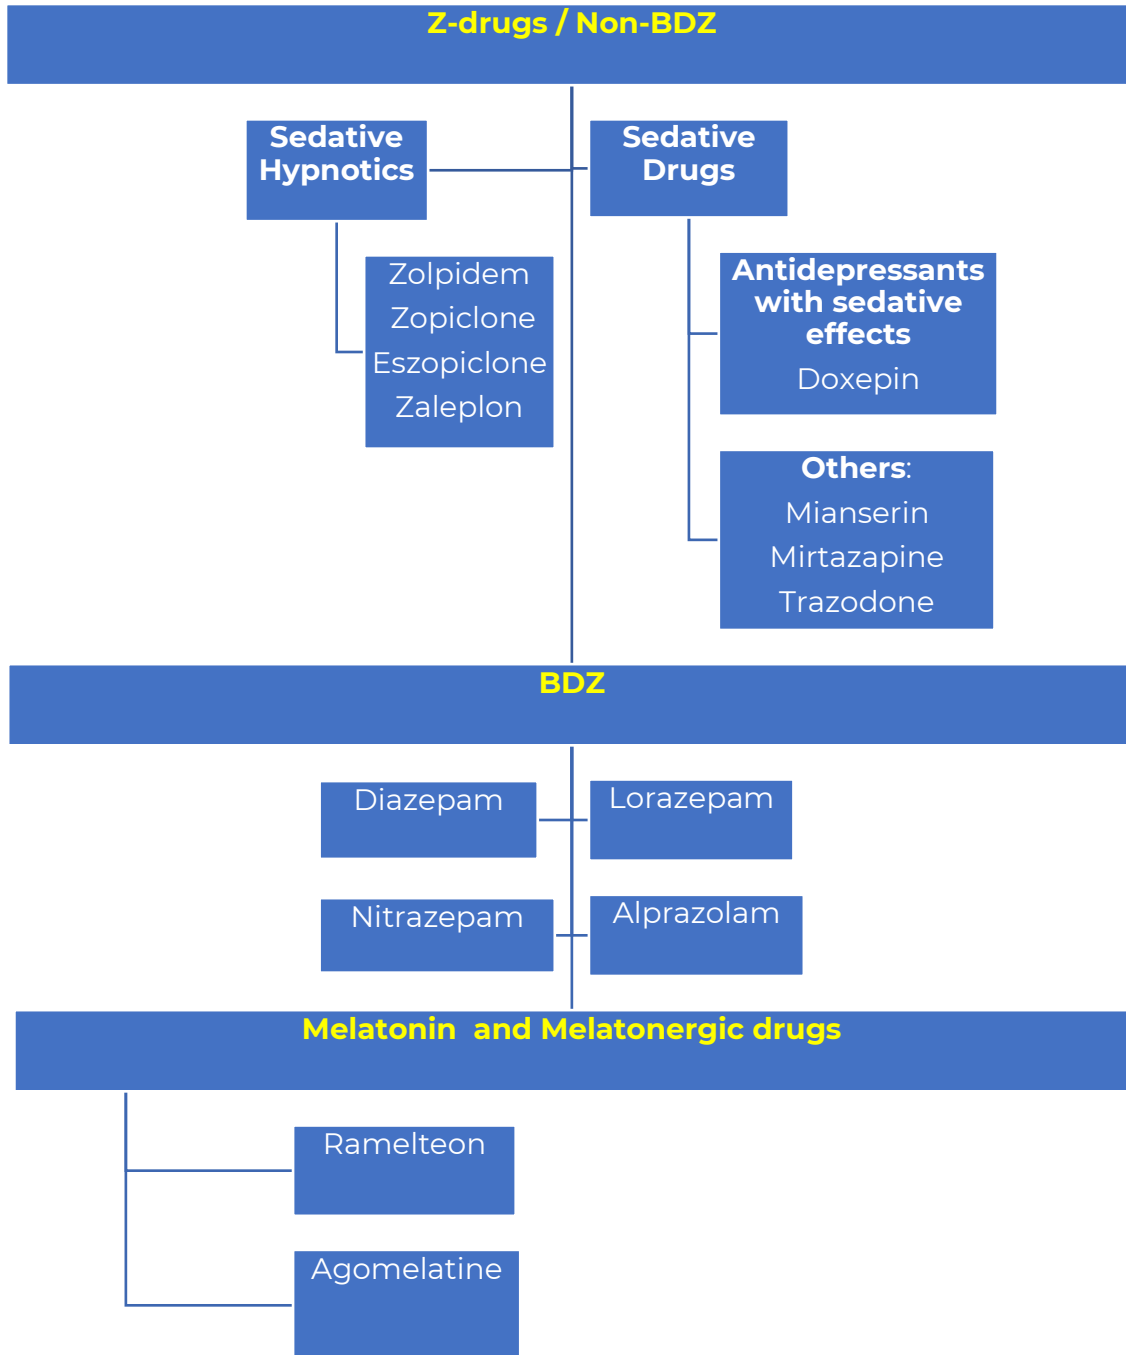 Z-drugs / Non-BDZ
Sedative
Hypnotics
Zolpidem
Zopiclone
Eszopiclone
Zaleplon
Sedative
Drugs
Antidepressants
with sedative
effects
Doxepin
Others:
Mianserin
Mirtazapine
Trazodone
BDZ
Diazepam
Lorazepam
Nitrazepam
Alprazolam
Melatonin  and Melatonergic drugs
Ramelteon
Agomelatine